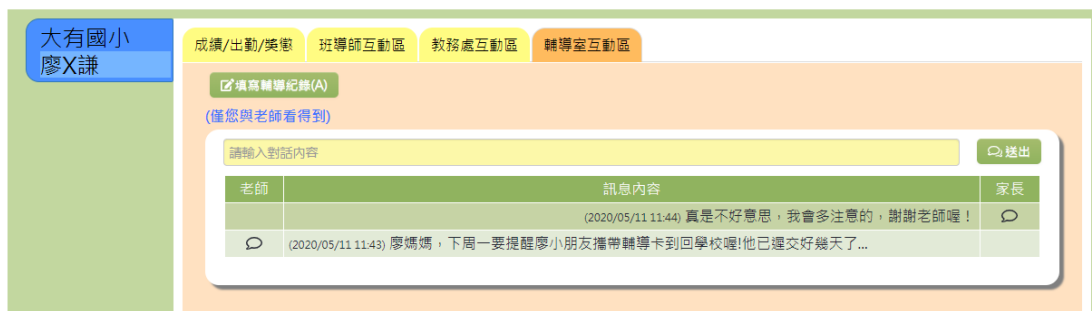 大有國小
廖X謙
成績/出勤/獎懲 班導師互動區 教務處互動區 輔導室互動區
填寫輔導紀錄(A)
(僅您與老師看得到)
請輸入對話內容 送出
老師 訊息內容 家長
(2020/05/11 11:44) 真是不好意思，我會多注意的，謝謝老師喔！
(2020/05/11 11:43) 廖媽媽，下周一要提醒廖小朋友攜帶輔導卡到回學校喔!他已遲交好幾天了...